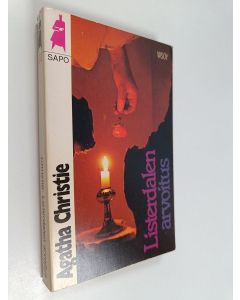 SAPO
WSOY
Agatha Christie
Listerdalen
arvoitus